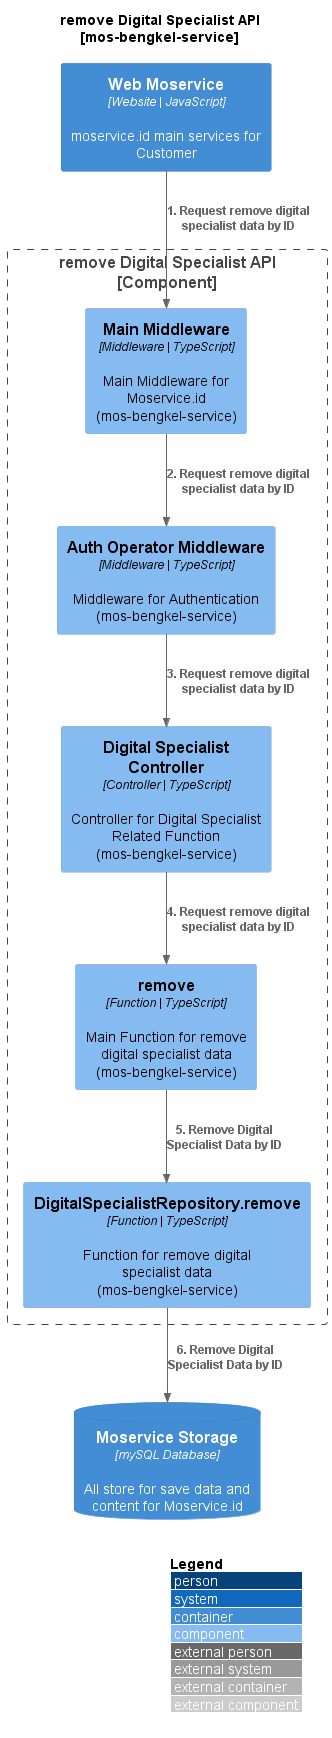 remove Digital Specialist API
[mos-bengkel-service]
Web Moservice
[Website | JavaScript]
moservice.id main services for
Customer
1. Request remove digital
specialist data by ID
remove Digital Specialist API
[Component]
Main Middleware
[Middleware | TypeScript]
Main Middleware for
Moservice.id
(mos-bengkel-service)
2. Request remove digital
specialist data by ID
Auth Operator Middleware
[Middleware | TypeScript]
Middleware for Authentication
(mos-bengkel-service)
3. Request remove digital
specialist data by ID
Digital Specialist
Controller
[Controller | TypeScript]
Controller for Digital Specialist
Related Function
(mos-bengkel-service)
4. Request remove digital
specialist data by ID
remove
[Function | TypeScript]
Main Function for remove
digital specialist data
(mos-bengkel-service)
5. Remove Digital
Specialist Data by ID
DigitalSpecialistRepository.remove
[Function | TypeScript]
Function for remove digital
specialist data
(mos-bengkel-service)
6. Remove Digital
Specialist Data by ID
Moservice Storage
[mySQL Database]
All store for save data and
content for Moservice.id
Legend
person
system
container
component
external person
external system
external container
external component